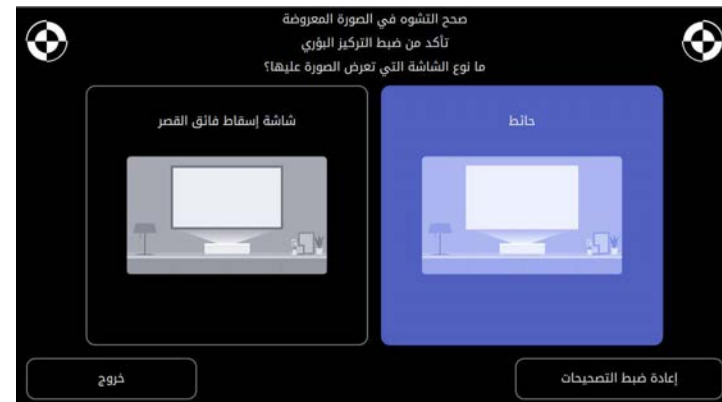 صحح التشوه في الصورة المعروضة
تأكد من ضبط التركيز البؤري
ما نوع الشاشة التي تعرض الصورة عليها؟
حائط
شاشة إسقاط فائق القصر
إعادة ضبط التصحيحات
خروج